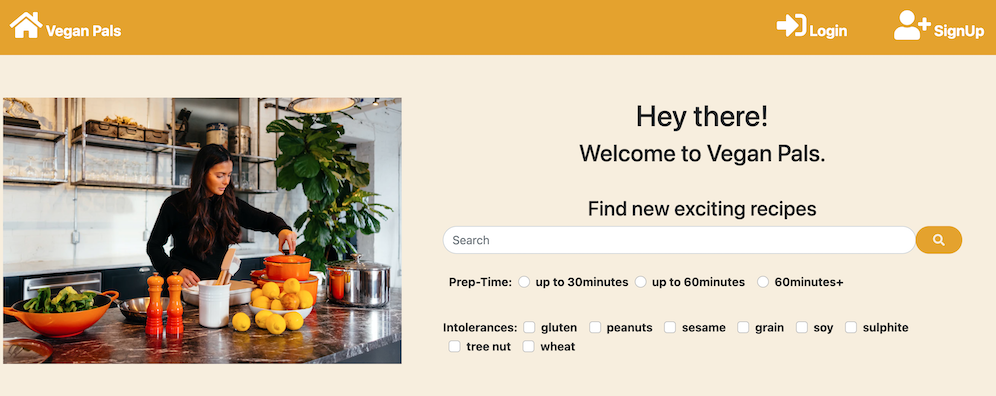 Vegan Pals Login SignUp
Hey there!
Welcome to Vegan Pals.
Find new exciting recipes
Search
Prep-Time: up to 30minutes up to 60minutes 60minutes+
Intolerances: gluten peanuts sesame grain soy sulphite
tree nut wheat